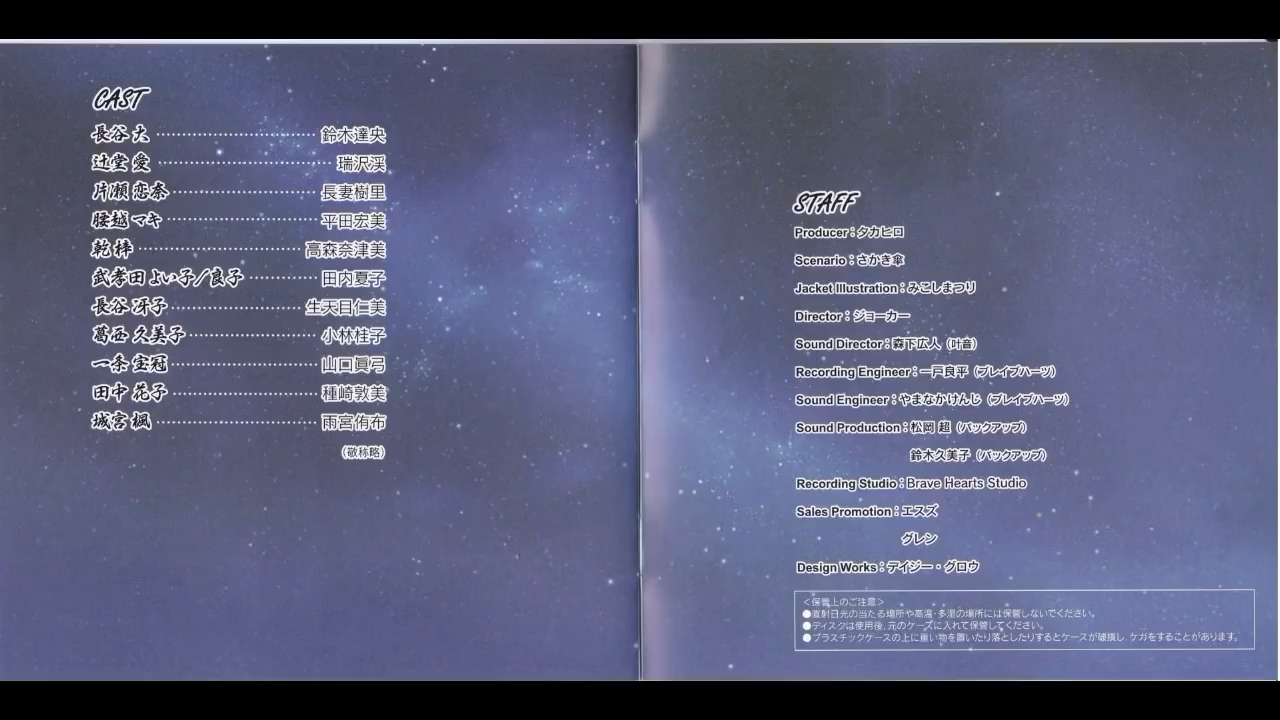 CAST
長谷 大 鈴木達央
辻堂 愛 瑞沢渓
片瀬 恋奈 長妻樹里
腰越 マキ 平田宏美
乾 梓 高森奈津美
武孝田 よい子/良子 田内夏子
長谷 冴子 生天目仁美
葛西 久美子 小林桂子
一条 宝冠 山口眞弓
田中 花子 種﨑敦美
城宮 楓 雨宮侑布
(敬称略)
STAFF
Producer:タカヒロ
Scenario:さかき傘
Jacket Illustration:みこしまつり
Director:ジョーカー
Sound Director:森下広人(叶音)
Recording Engineer:一戸良平(ブレイブハーツ)
Sound Engineer:やまなかけんじ(ブレイブハーツ)
Sound Production:松岡 超(バックアップ)
鈴木久美子(バックアップ)
Recording Studio:Brave Hearts Studio
Sales Promotion:エスズ
グレン
Design Works:デイジー・グロウ
<保管上のご注意>
●直射日光の当たる場所や高温・多湿の場所には保管しないでください。
●ディスクは使用後、元のケースに入れて保管してください。
●プラスチックケースの上に重い物を置いたり落としたりするとケースが破損し、ケガをすることがあります。